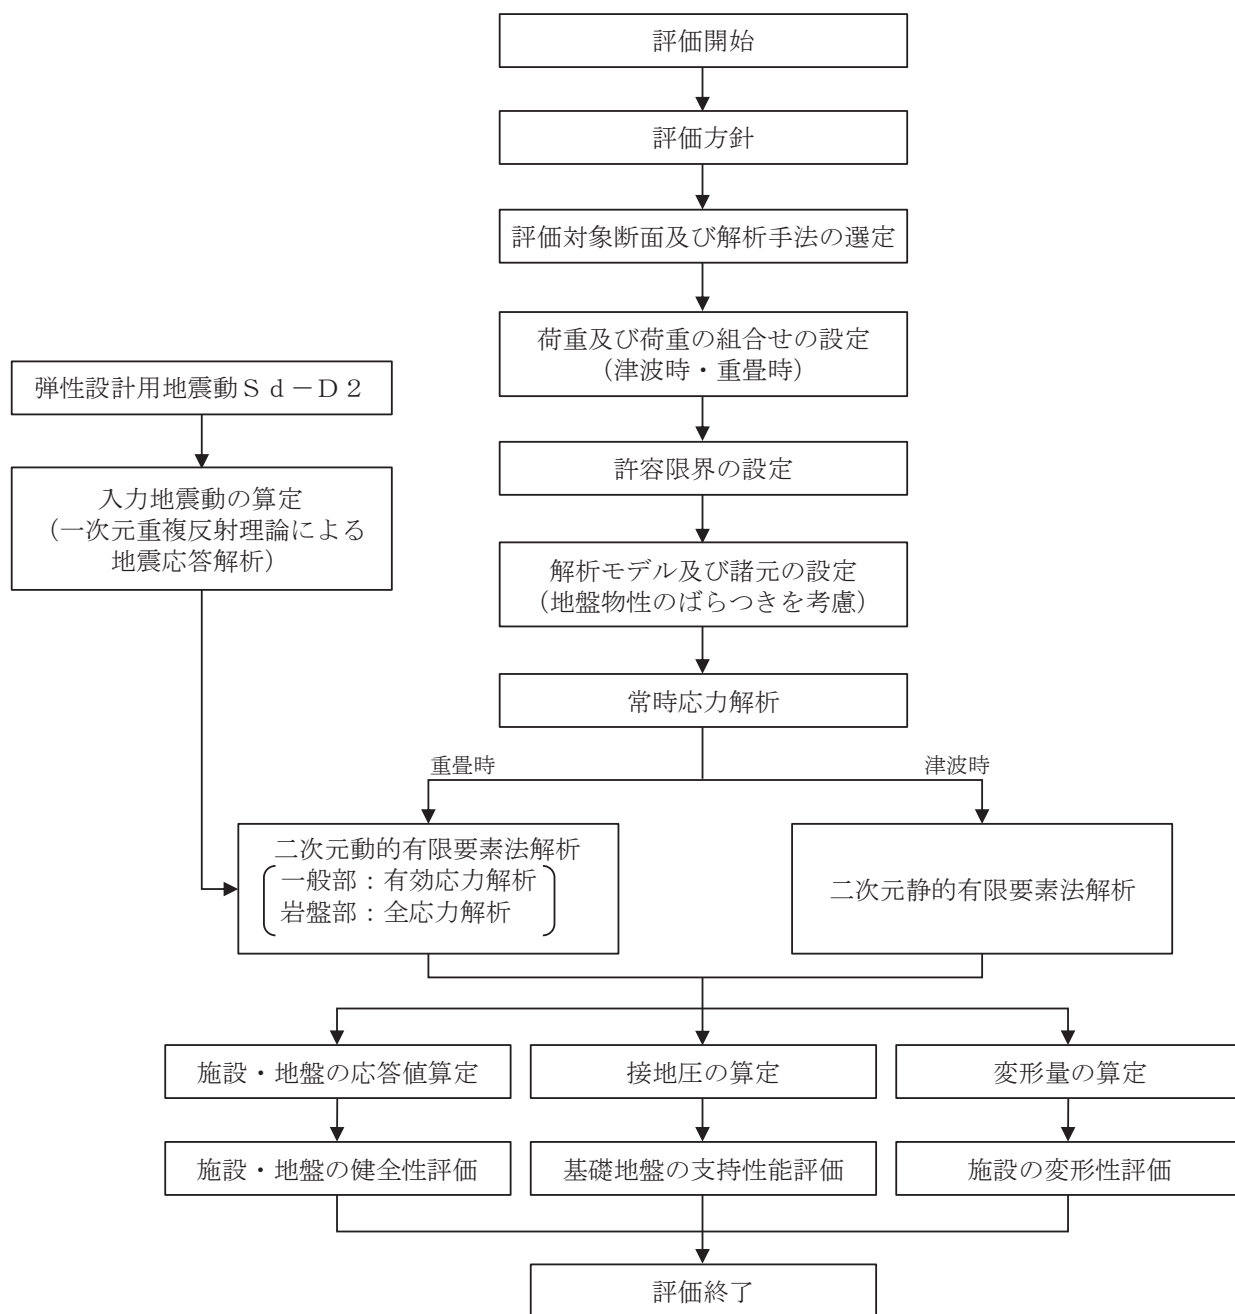 評価開始
評価方針
評価対象断面及び解析手法の選定
荷重及び荷重の組合せの設定
（津波時・重畳時）
弾性設計用地震動Ｓｄ－Ｄ２
許容限界の設定
入力地震動の算定
（一次元重複反射理論による
地震応答解析）
解析モデル及び諸元の設定
（地盤物性のばらつきを考慮）
常時応力解析
重畳時
津波時
二次元動的有限要素法解析
一般部：有効応力解析
岩盤部：全応力解析
二次元静的有限要素法解析
施設・地盤の応答値算定
接地圧の算定
変形量の算定
施設・地盤の健全性評価
基礎地盤の支持性能評価
施設の変形性評価
評価終了